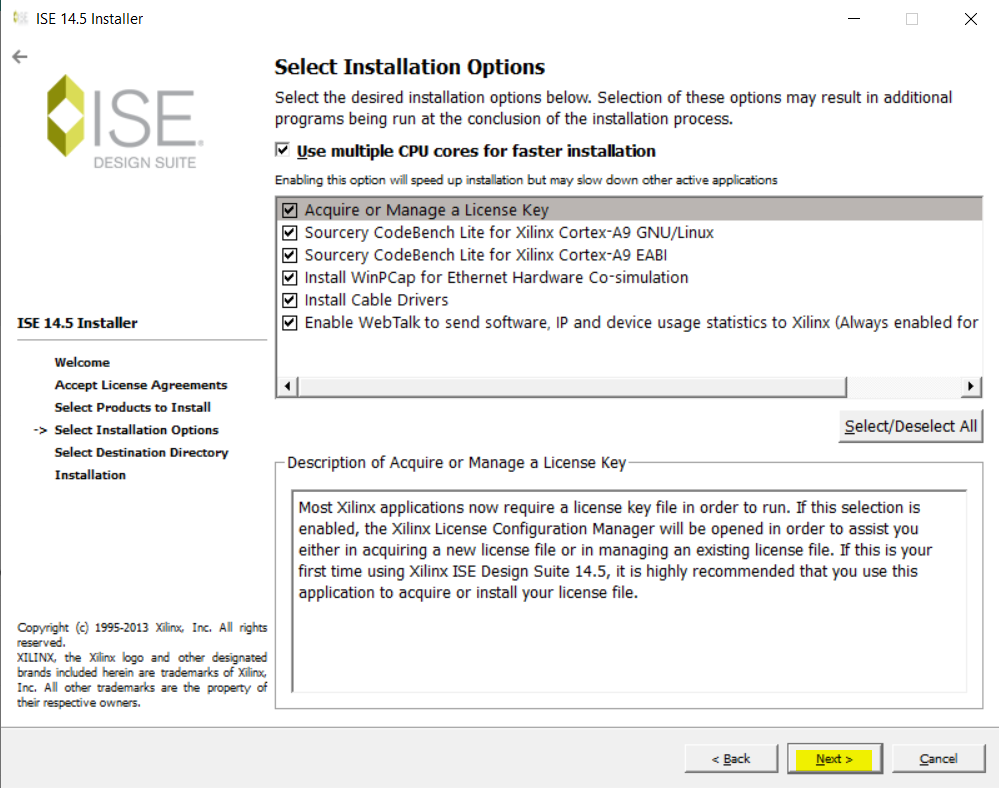 ISE 14.5 Installer
ISE
DESIGN SUITE
ISE 14.5 Installer
Welcome
Accept License Agreements
Select Products to Install
-> Select Installation Options
Select Destination Directory
Installation
Copyright (c) 1995-2013 Xilinx, Inc. All rights
reserved.
XILINX, the Xilinx logo and other designated
brands included herein are trademarks of Xilinx,
Inc. All other trademarks are the property of
their respective owners.
Select Installation Options
Select the desired installation options below. Selection of these options may result in additional
programs being run at the conclusion of the installation process.
Use multiple CPU cores for faster installation
Enabling this option will speed up installation but may slow down other active applications
Acquire or Manage a License Key
Sourcery CodeBench Lite for Xilinx Cortex-A9 GNU/Linux
Sourcery CodeBench Lite for Xilinx Cortex-A9 EABI
Install WinPCap for Ethernet Hardware Co-simulation
Install Cable Drivers
Enable WebTalk to send software, IP and device usage statistics to Xilinx (Always enabled for
Select/Deselect All
Description of Acquire or Manage a License Key
Most Xilinx applications now require a license key file in order to run. If this selection is
enabled, the Xilinx License Configuration Manager will be opened in order to assist you
either in acquiring a new license file or in managing an existing license file. If this is your
first time using Xilinx ISE Design Suite 14.5, it is highly recommended that you use this
application to acquire or install your license file.
< Back
Next >
Cancel